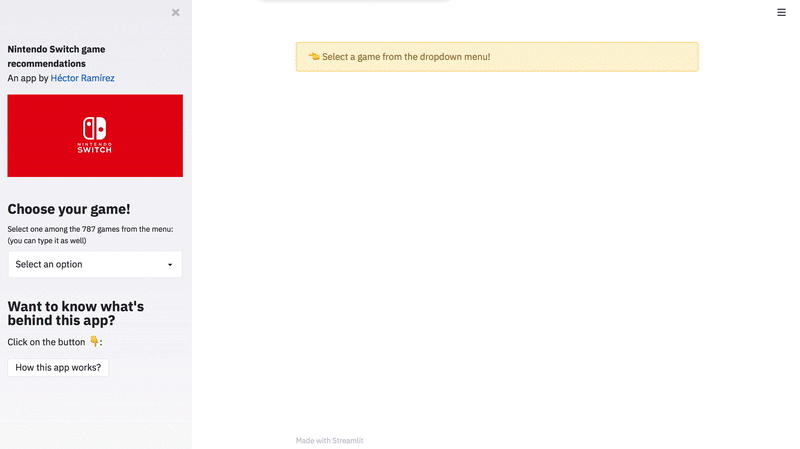 Nintendo Switch game
recommendations
An app by Héctor Ramírez
NINTENDO
SWITCH
Choose your game!
Select one among the 787 games from the menu:
(you can type it as well)
Select an option
Want to know what's
behind this app?
Click on the button 👇:
How this app works?
👈 Select a game from the dropdown menu!
Made with Streamlit